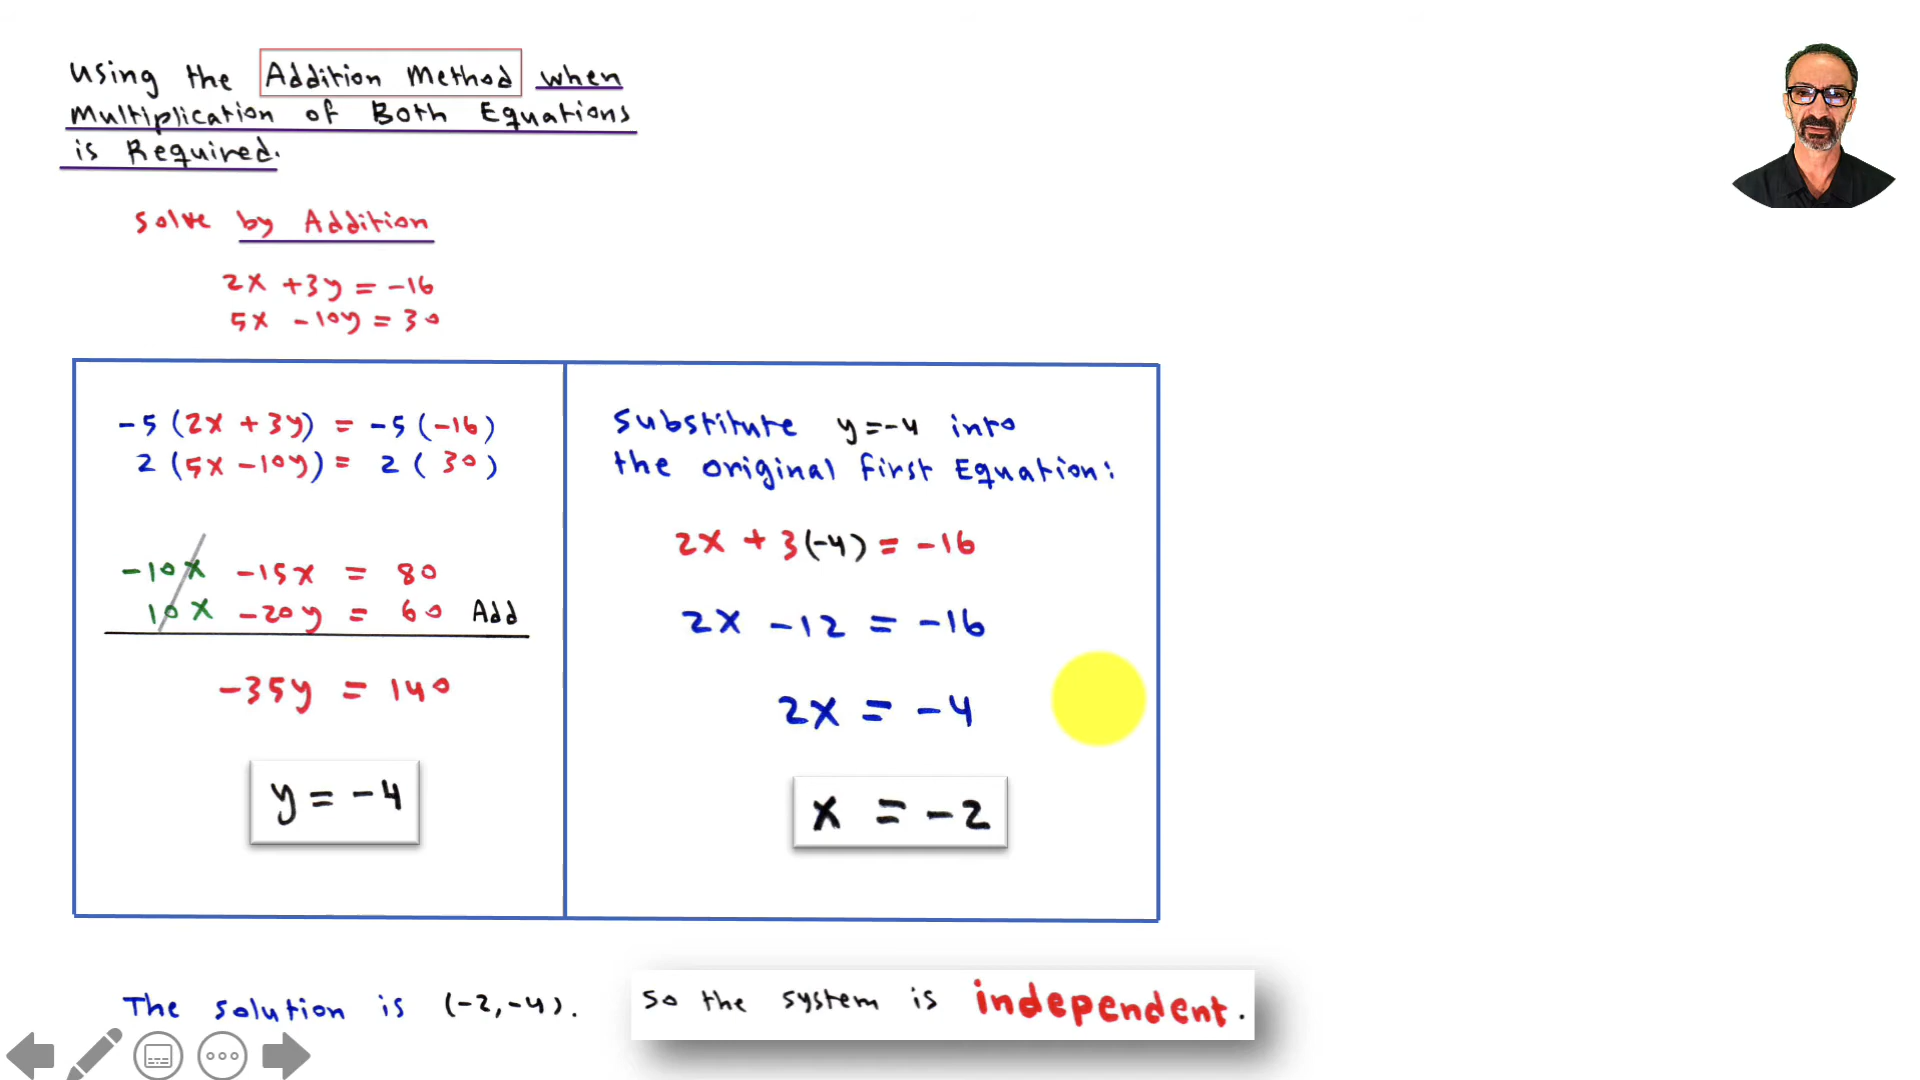 Using the Addition Method when
Multiplication of Both Equations
is Required.
Solve by Addition
2x + 3y = -16
5x - 10y = 30
-5 (2x + 3y) = -5 (-16)
2 (5x - 10y) = 2 ( 30 )
-10x - 15x = 80
10x - 20y = 60 Add
-35y = 140
y = -4
Substitute y = -4 into
the original First Equation:
2x + 3(-4) = -16
2x - 12 = -16
2x = -4
x = -2
The solution is (-2, -4).
So the system is independent.